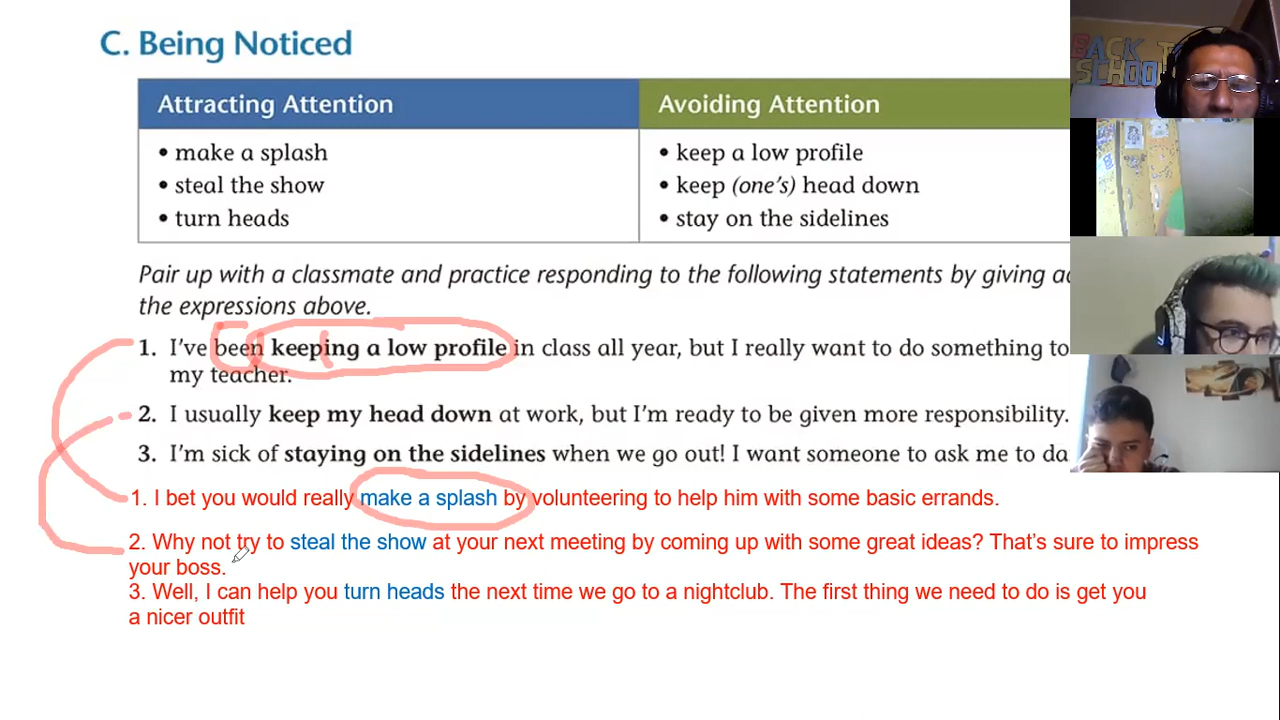 C. Being Noticed
Attracting Attention
Avoiding Attention
• make a splash
• steal the show
• turn heads
• keep a low profile
• keep (one's) head down
• stay on the sidelines
Pair up with a classmate and practice responding to the following statements by giving
the expressions above.
1. I've been keeping a low profile in class all year, but I really want to do something to
my teacher.
2. I usually keep my head down at work, but I'm ready to be given more responsibility.
3. I'm sick of staying on the sidelines when we go out! I want someone to ask me to
1. I bet you would really make a splash by volunteering to help him with some basic errands.
2. Why not try to steal the show at your next meeting by coming up with some great ideas? That's sure to impress
your boss.
3. Well, I can help you turn heads the next time we go to a nightclub. The first thing we need to do is get you
a nicer outfit
BACK T
SCHOO